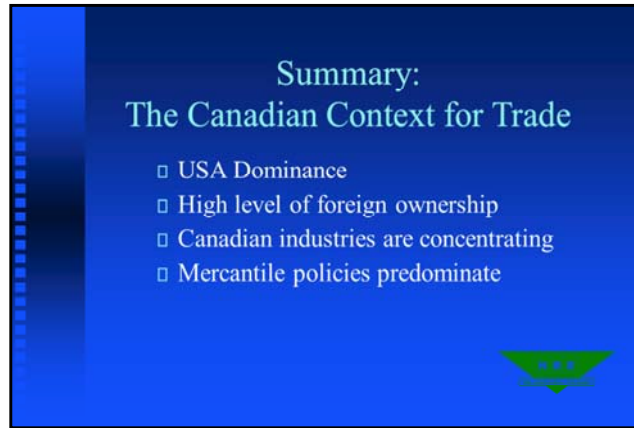 Summary:
The Canadian Context for Trade
USA Dominance
High level of foreign ownership
Canadian industries are concentrating
Mercantile policies predominate